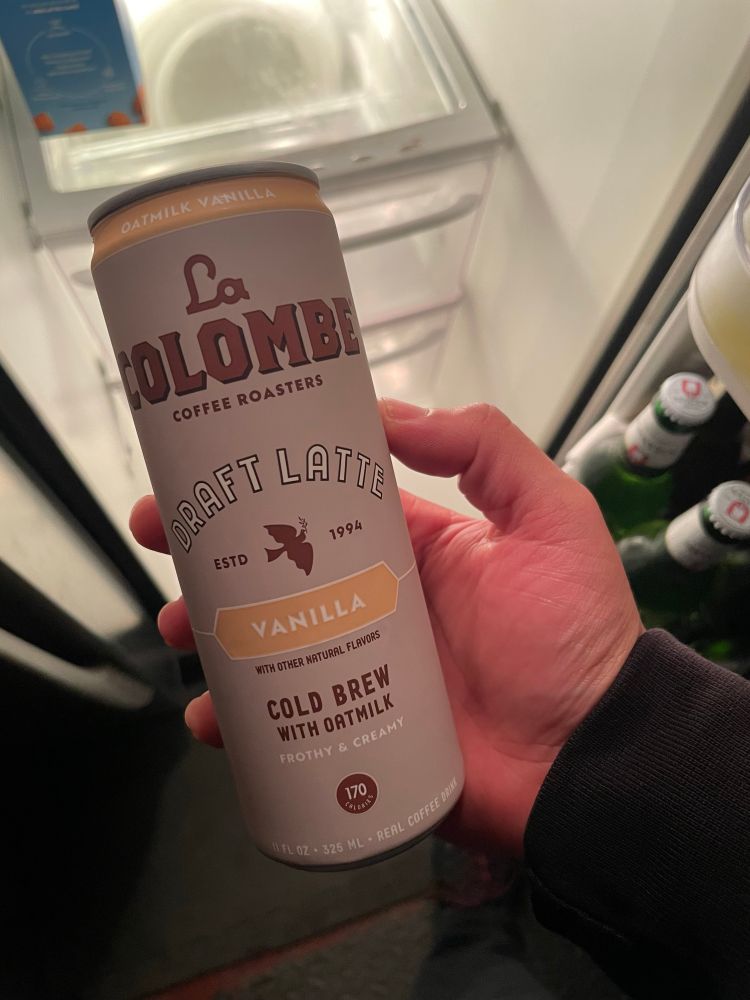 OATMILK VANILLA
La
COLOMBE
COFFEE ROASTERS
DRAFT LATTE
ESTD 1994
VANILLA
WITH OTHER NATURAL FLAVORS
COLD BREW
WITH OATMILK
FROTHY & CREAMY
170
CALORIES
11 FL OZ • 325 ML • REAL COFFEE DRINK